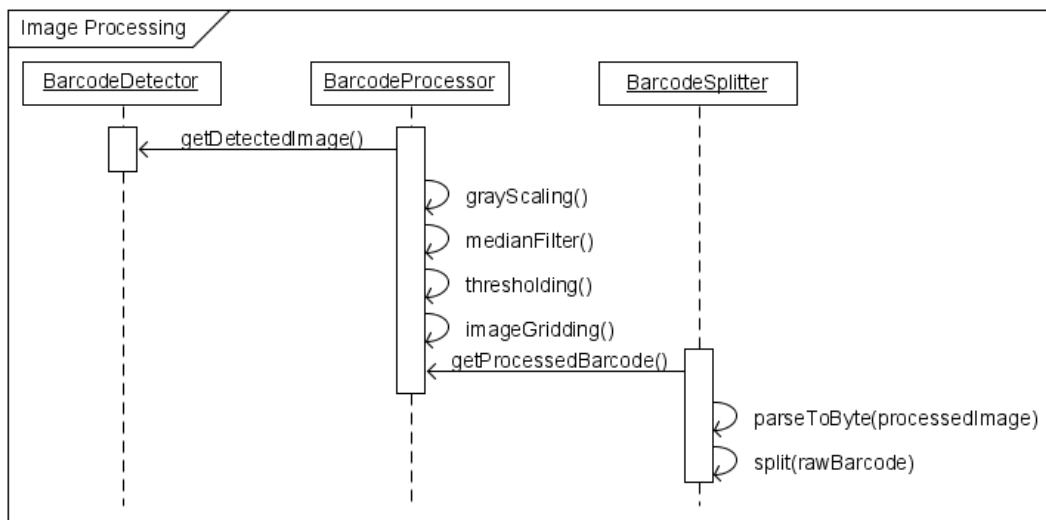 Image Processing
BarcodeDetector
BarcodeProcessor
BarcodeSplitter
getDetectedImage()
grayScaling()
medianFilter()
thresholding()
imageGridding()
getProcessedBarcode()
parseToByte(processedImage)
split(rawBarcode)